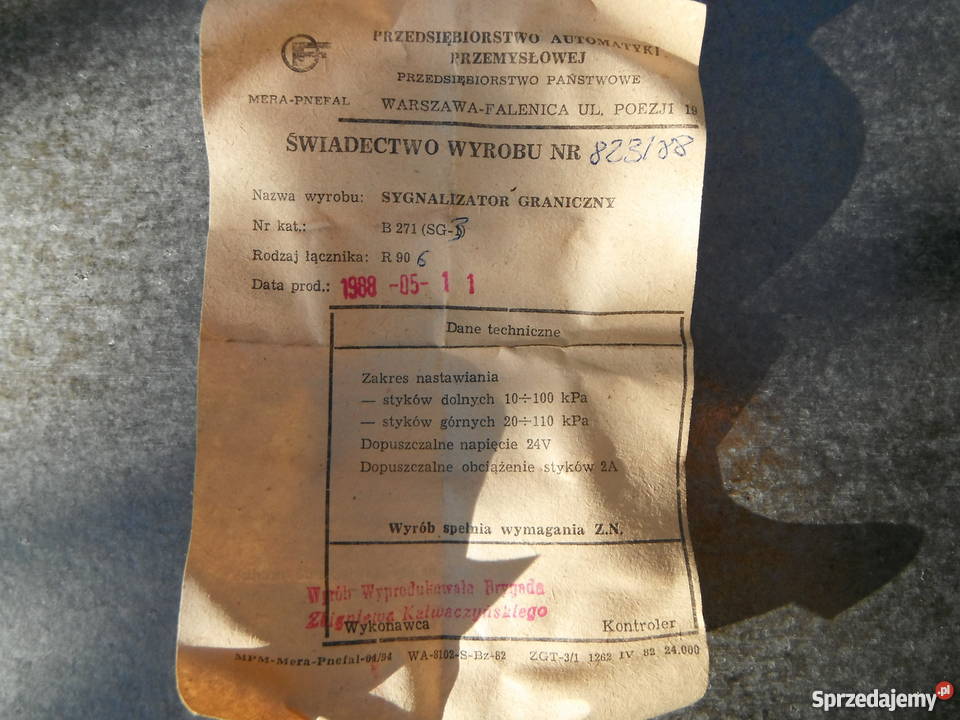 PRZEDSIĘBIORSTWO AUTOMATYKI
PRZEMYSŁOWEJ
PRZEDSIĘBIORSTWO PAŃSTWOWE
MERA-PNEFAL WARSZAWA-FALENICA UL. POEZJI 19
ŚWIADECTWO WYROBU NR 823/88
Nazwa wyrobu: SYGNALIZATOR GRANICZNY
Nr kat.: B 271 (SG-3
Rodzaj łącznika: R 90 6
Data prod.: 1988 -05- 1 1
Dane techniczne
Zakres nastawiania
— styków dolnych 10÷100 kPa
— styków górnych 20÷110 kPa
Dopuszczalne napięcie 24V
Dopuszczalne obciążenie styków 2A
Wyrób spełnia wymagania Z.N.
Wyrób Wyprodukowała Brygada
Zbigniewa Kalwaczyńskiego
Wykonawca Kontroler
MPM-Mera-Pnefal-04/94 WA-8102-S-Bz-82 ZGT-3/1 1262 IV 82 24.000
Sprzedajemy.pl